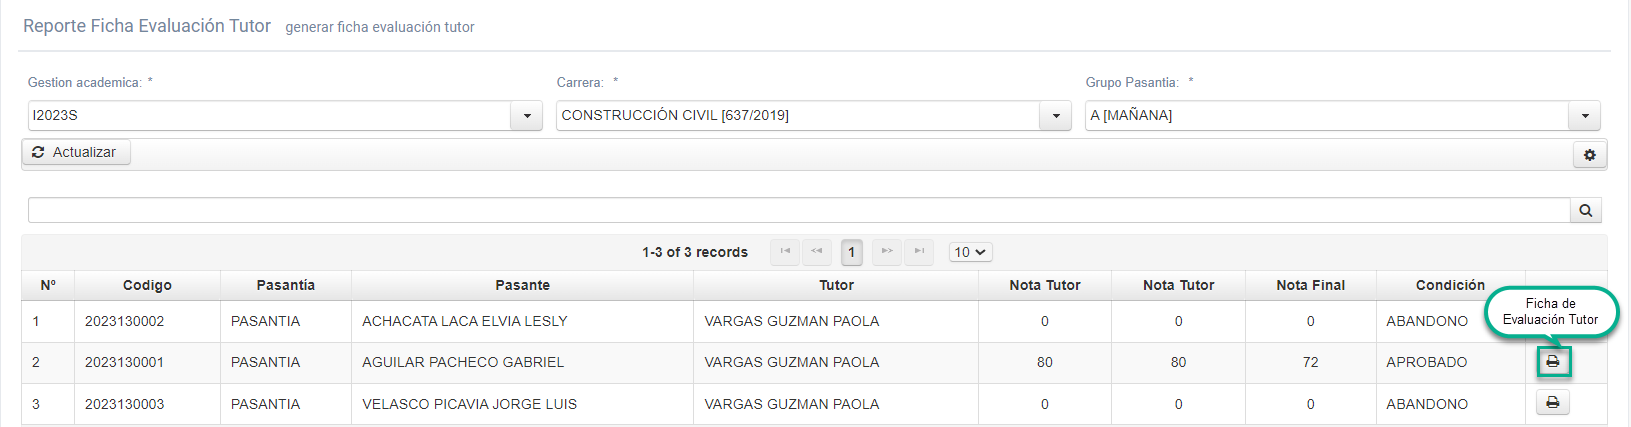 Reporte Ficha Evaluación Tutor generar ficha evaluación tutor
Gestion academica: * Carrera: * Grupo Pasantia: *
I2023S CONSTRUCCIÓN CIVIL [637/2019] A [MAÑANA]
Actualizar
1-3 of 3 records 1 10
Nº Codigo Pasantía Pasante Tutor Nota Tutor Nota Tutor Nota Final Condición
Ficha de
Evaluación Tutor
1 2023130002 PASANTIA ACHACATA LACA ELVIA LESLY VARGAS GUZMAN PAOLA 0 0 0 ABANDONO
2 2023130001 PASANTIA AGUILAR PACHECO GABRIEL VARGAS GUZMAN PAOLA 80 80 72 APROBADO
3 2023130003 PASANTIA VELASCO PICAVIA JORGE LUIS VARGAS GUZMAN PAOLA 0 0 0 ABANDONO